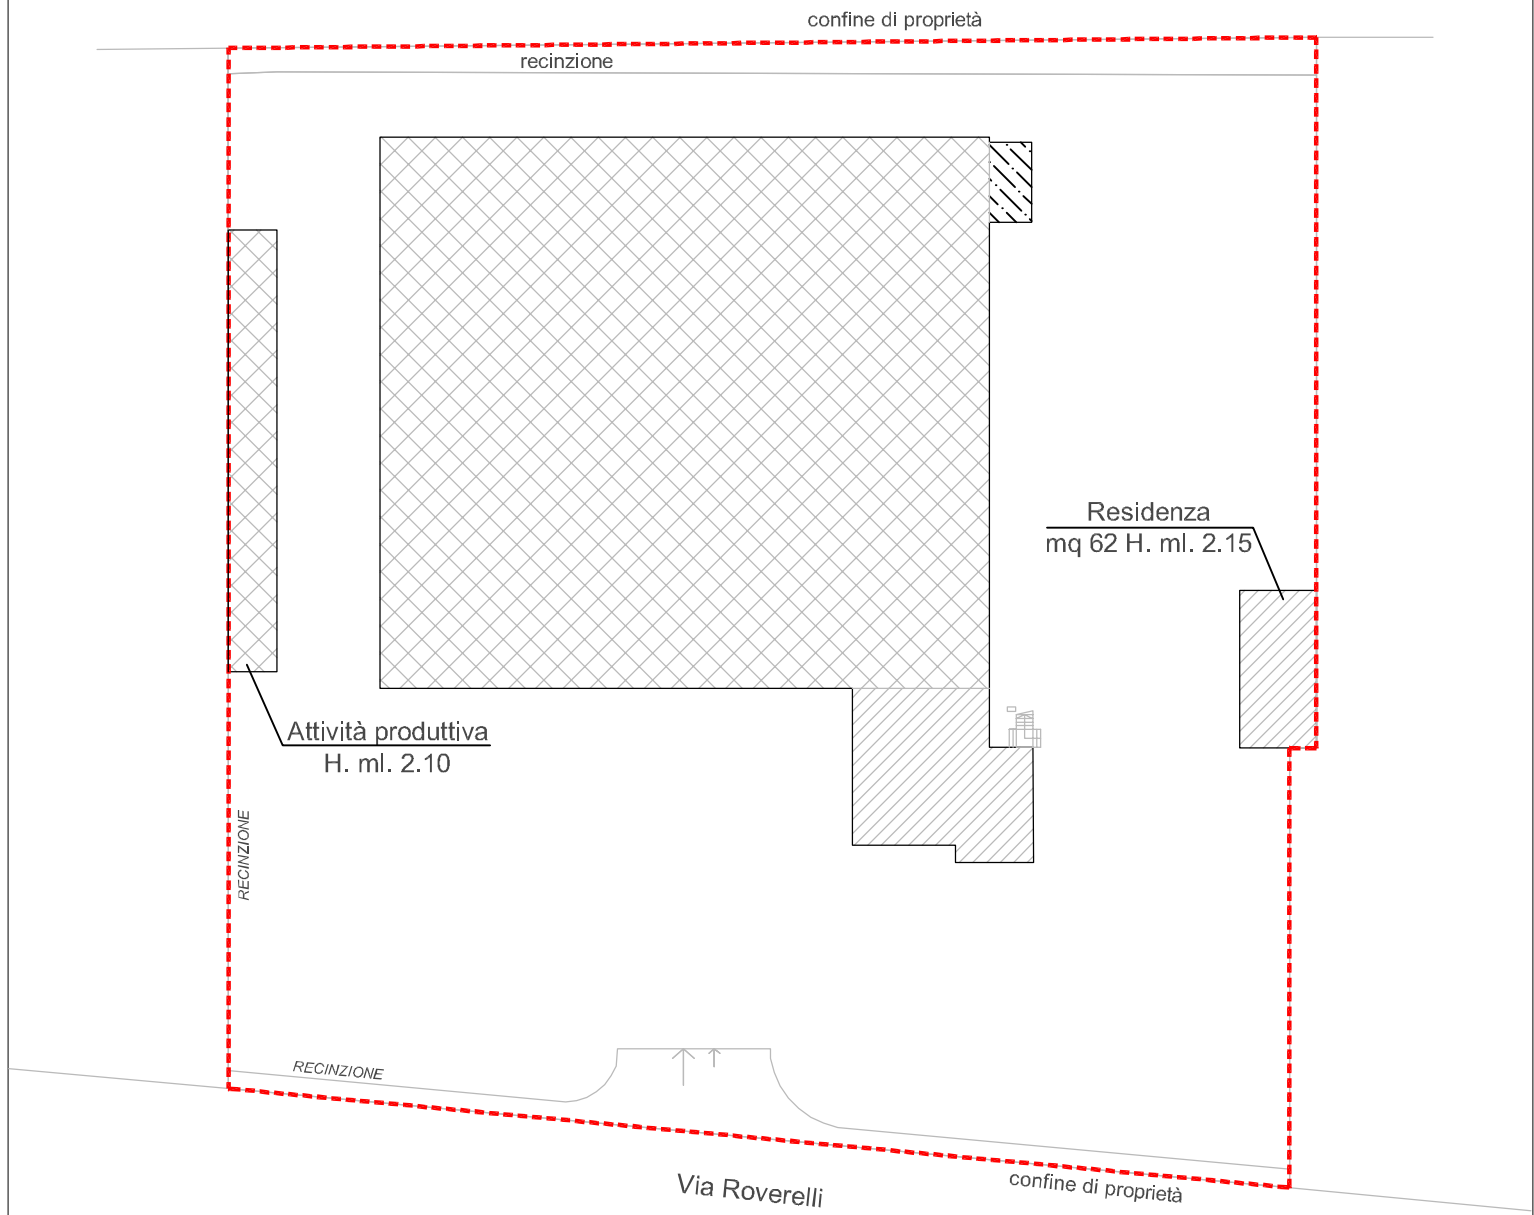 confine di proprietà
recinzione
Residenza
mq 62 H. ml. 2.15
Attività produttiva
H. ml. 2.10
RECINZIONE
RECINZIONE
Via Roverelli
confine di proprietà